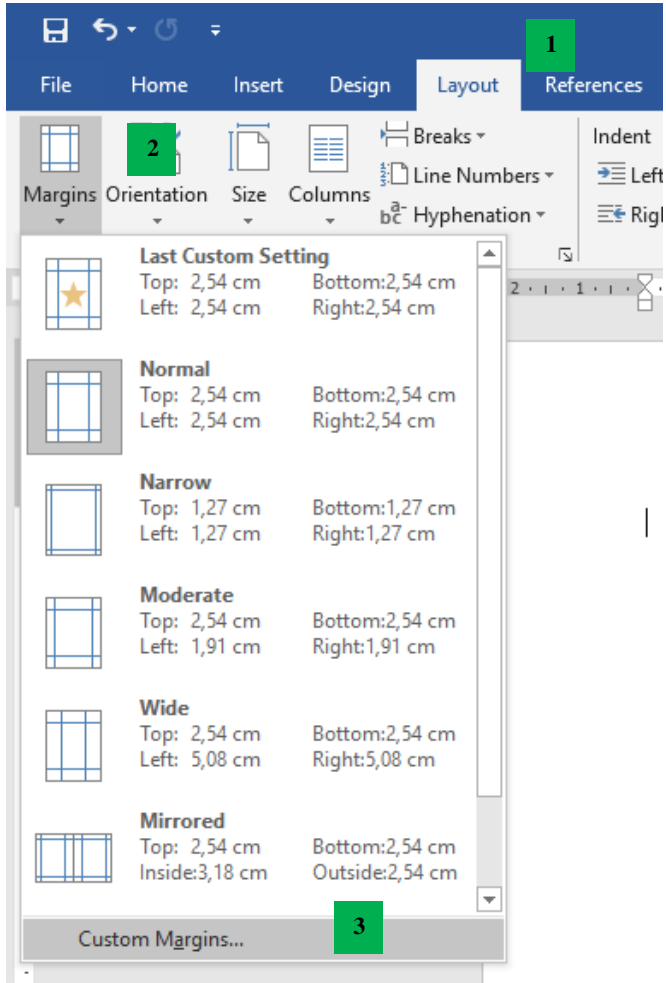 1
File Home Insert Design Layout References
2
Margins Orientation Size Columns
Breaks
Line Numbers
Hyphenation
Indent
Left
Last Custom Setting
Top: 2,54 cm Bottom:2,54 cm
Left: 2,54 cm Right:2,54 cm
2 1
Normal
Top: 2,54 cm Bottom:2,54 cm
Left: 2,54 cm Right:2,54 cm
Narrow
Top: 1,27 cm Bottom:1,27 cm
Left: 1,27 cm Right:1,27 cm
Moderate
Top: 2,54 cm Bottom:2,54 cm
Left: 1,91 cm Right:1,91 cm
Wide
Top: 2,54 cm Bottom:2,54 cm
Left: 5,08 cm Right:5,08 cm
Mirrored
Top: 2,54 cm Bottom:2,54 cm
Inside:3,18 cm Outside:2,54 cm
3
Custom Margins...